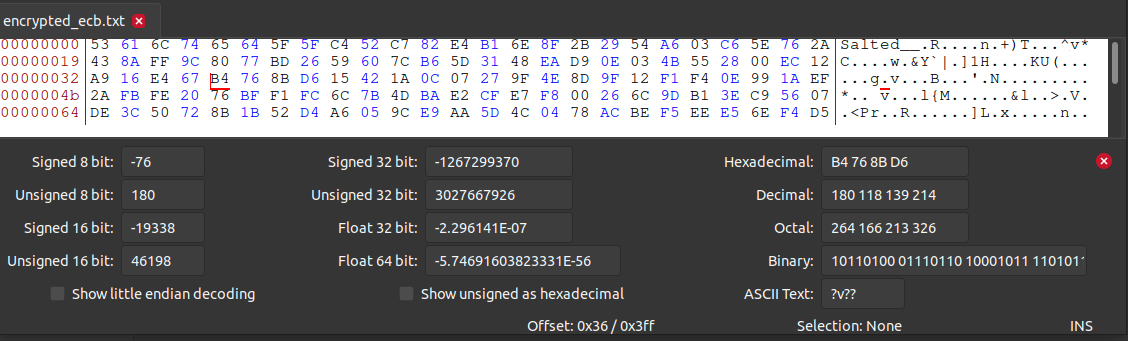 encrypted_ecb.txt
00000000 53 61 6C 74 65 64 5F 5F C4 52 C7 82 E4 B1 6E 8F 2B 29 54 A6 03 C6 5E 76 2A Salted__.R....n.+)T...^v*
00000019 43 8A FF 9C 80 77 BD 26 59 60 7C B6 5D 31 48 EA D9 0E 03 4B 55 28 00 EC 12 C....w.&Y`|.]1H....KU(...
00000032 A9 16 E4 67 B4 76 8B D6 15 42 1A 0C 07 27 9F 4E 8D 9F 12 F1 F4 0E 99 1A EF ...g.v...B...'.N.........
0000004b 2A FB FE 20 76 BF F1 FC 6C 7B 4D BA E2 CF E7 F8 00 26 6C 9D B1 3E C9 56 07 *.. v...l{M......&l..>.V.
00000064 DE 3C 50 72 8B 1B 52 D4 A6 05 9C E9 AA 5D 4C 04 78 AC BE F5 EE E5 6E F4 D5 .<Pr..R......]L.x.....n..
Signed 8 bit: -76 Signed 32 bit: -1267299370 Hexadecimal: B4 76 8B D6
Unsigned 8 bit: 180 Unsigned 32 bit: 3027667926 Decimal: 180 118 139 214
Signed 16 bit: -19338 Float 32 bit: -2.296141E-07 Octal: 264 166 213 326
Unsigned 16 bit: 46198 Float 64 bit: -5.74691603823331E-56 Binary: 10110100 01110110 10001011 1101011
Show little endian decoding Show unsigned as hexadecimal ASCII Text: ?v??
Offset: 0x36 / 0x3ff Selection: None INS